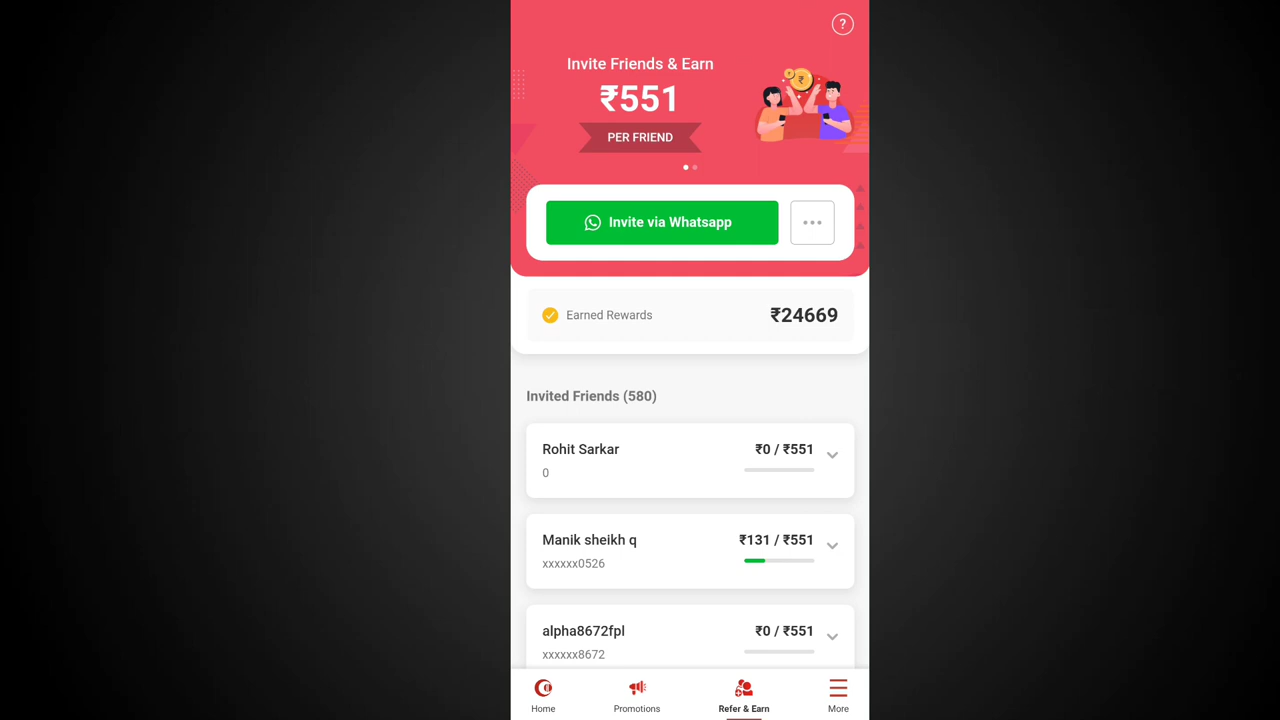 ?
Invite Friends & Earn
₹551
PER FRIEND
Invite via Whatsapp
Earned Rewards
₹24669
Invited Friends (580)
Rohit Sarkar
₹0 / ₹551
0
Manik sheikh q
₹131 / ₹551
xxxxxx0526
alpha8672fpl
₹0 / ₹551
xxxxxx8672
Home
Promotions
Refer & Earn
More